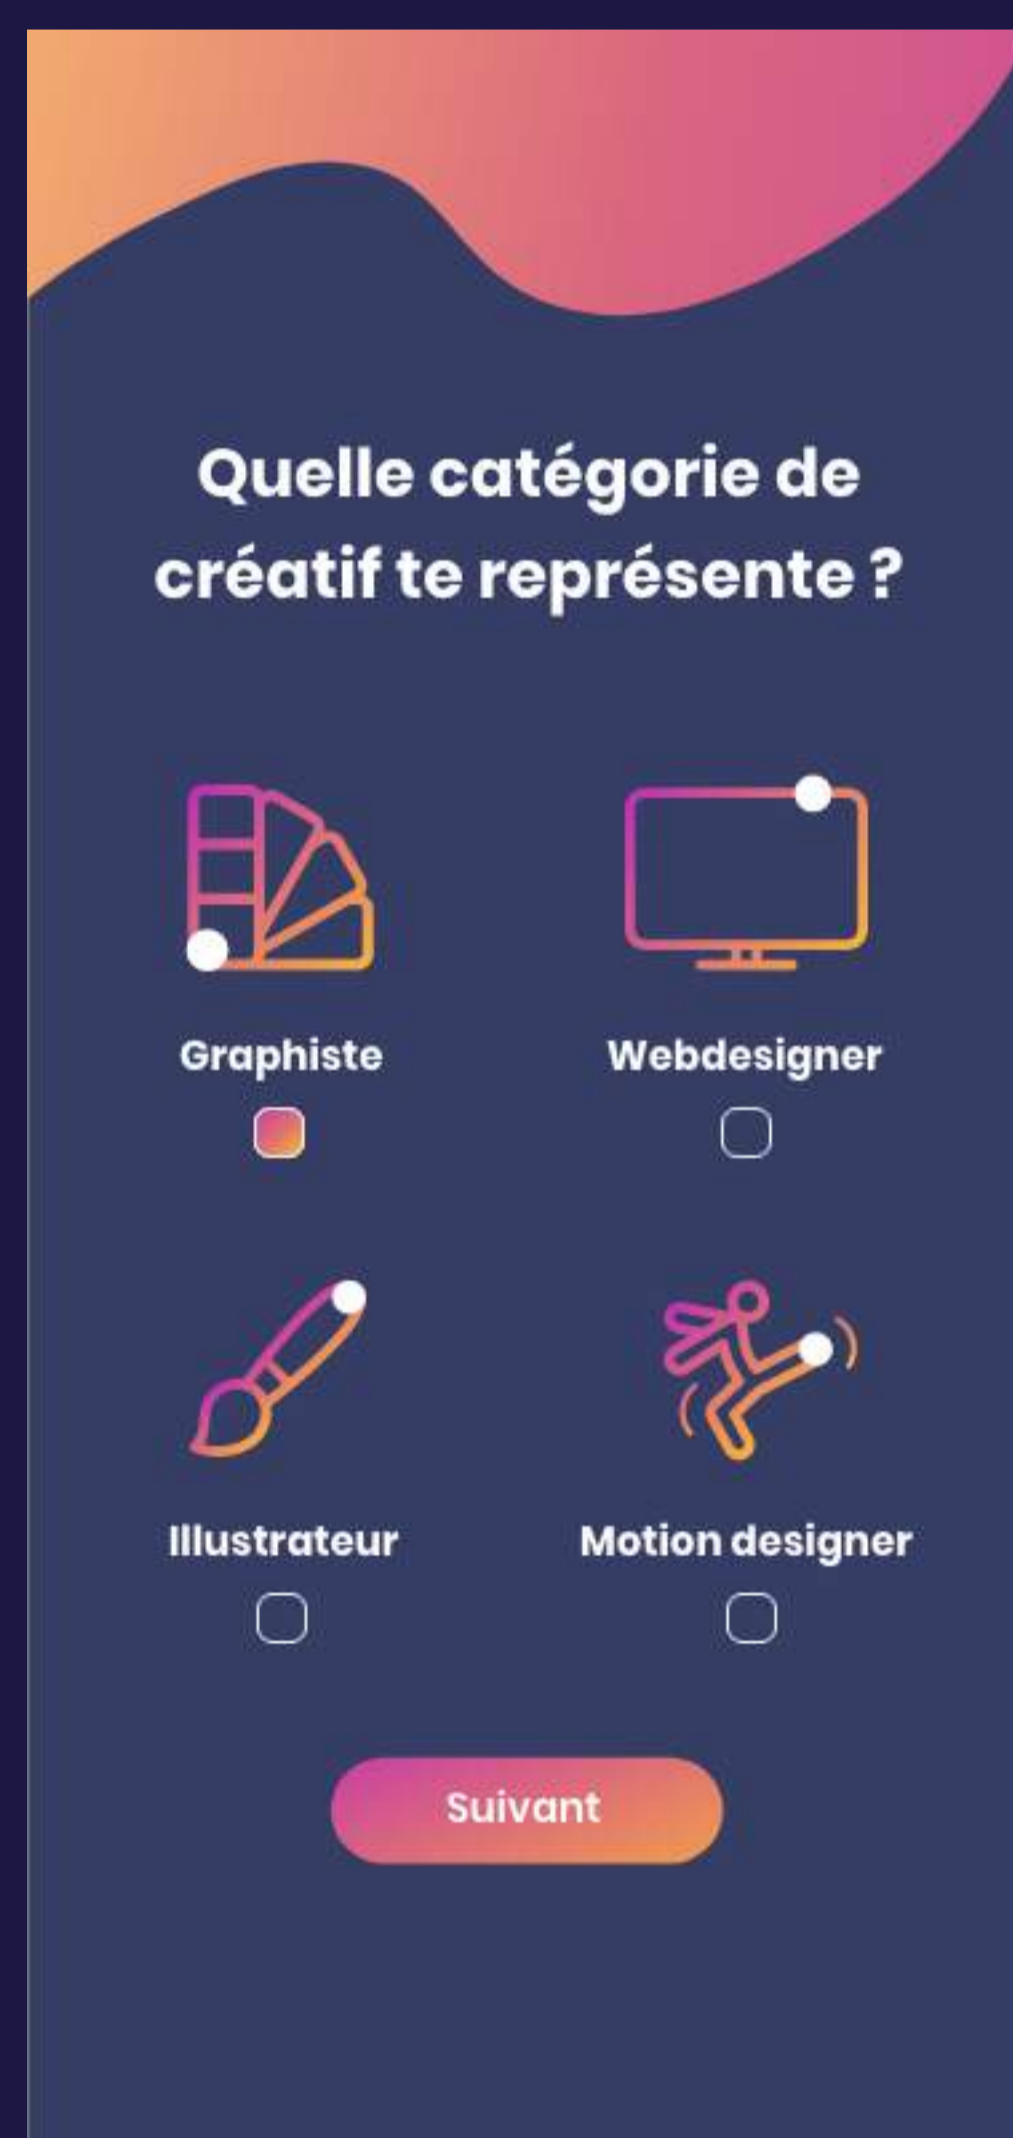 Quelle catégorie de
créatif te représente ?
Graphiste
Webdesigner
Illustrateur
Motion designer
Suivant